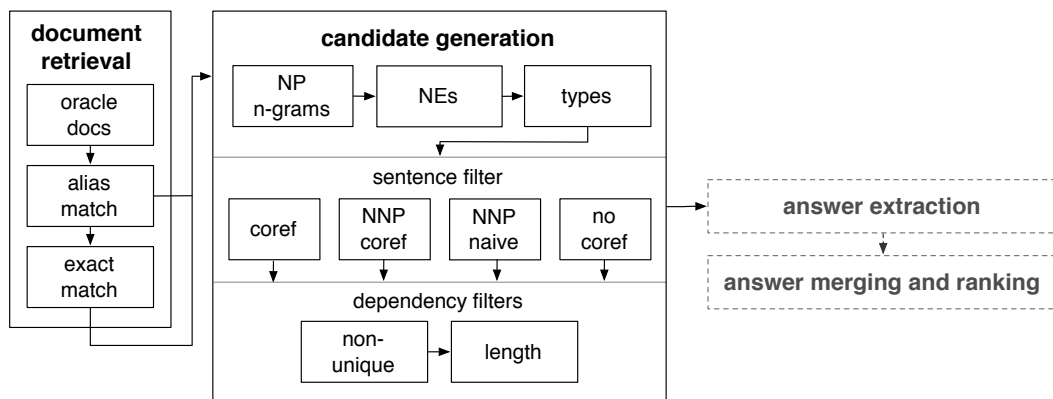 document
retrieval
oracle
docs
alias
match
exact
match
candidate generation
NP
n-grams
NEs
types
sentence filter
coref
NNP
coref
NNP
naive
no
coref
dependency filters
non-
unique
length
answer extraction
answer merging and ranking